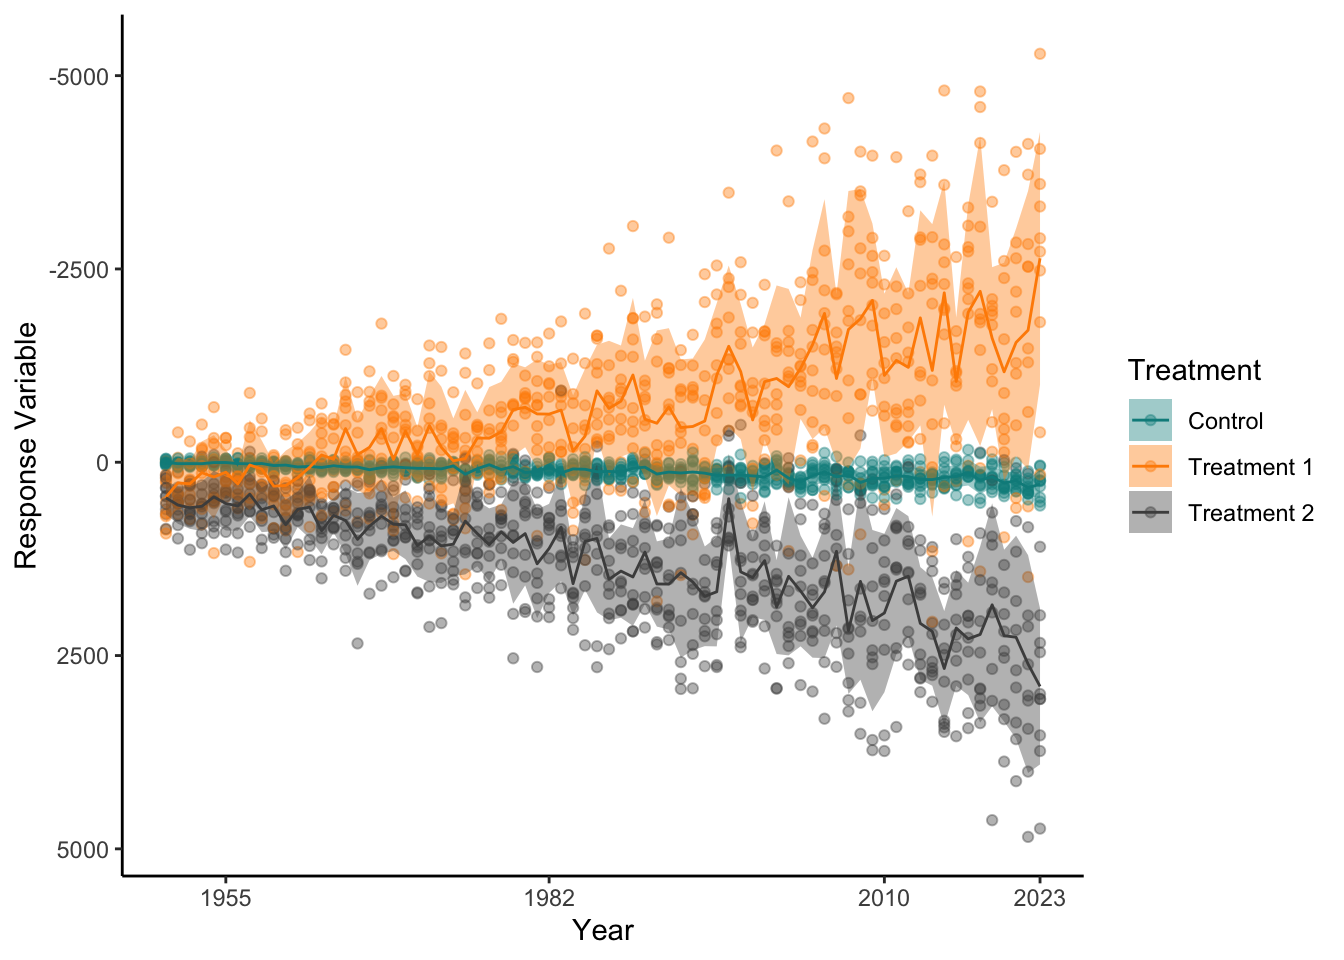 -5000
-2500
0
2500
5000
Response Variable
1955
1982
2010
2023
Year
Treatment
Control
Treatment 1
Treatment 2